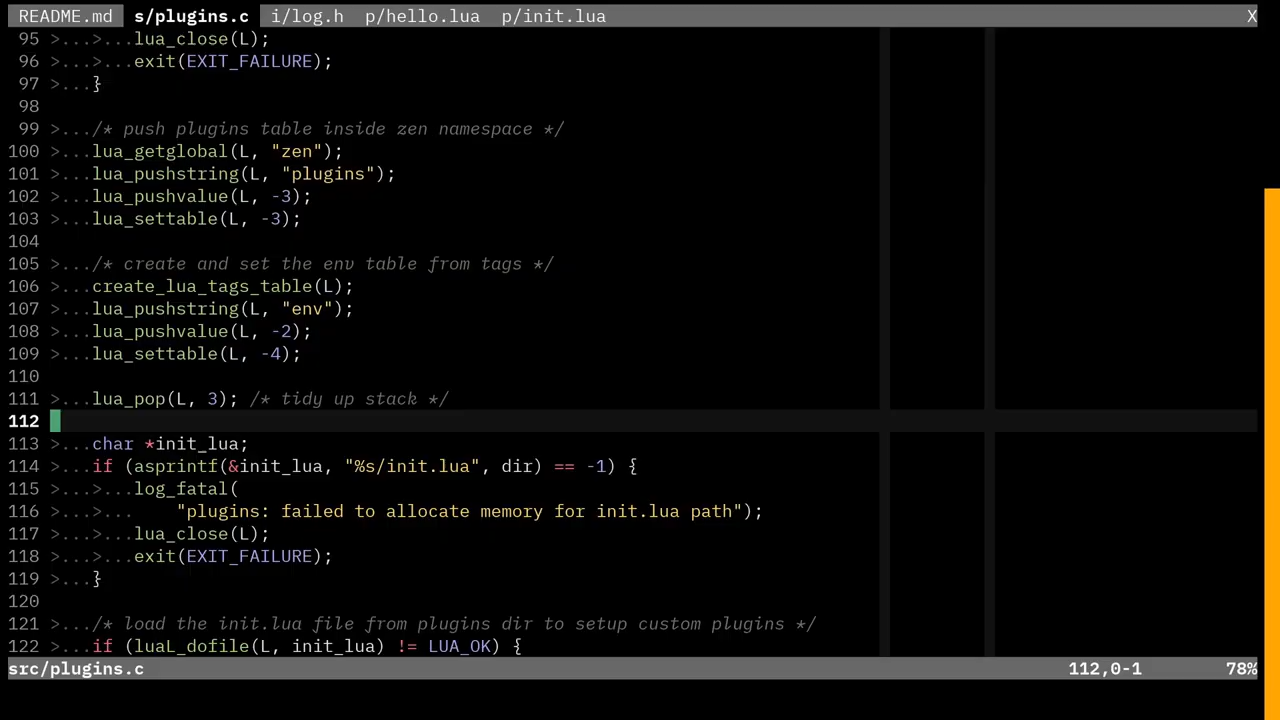 README.md s/plugins.c i/log.h p/hello.lua p/init.lua X
95 >...>...lua_close(L);
96 >...>...exit(EXIT_FAILURE);
97 >...}
98
99 >.../* push plugins table inside zen namespace */
100 >...lua_getglobal(L, "zen");
101 >...lua_pushstring(L, "plugins");
102 >...lua_pushvalue(L, -3);
103 >...lua_settable(L, -3);
104
105 >.../* create and set the env table from tags */
106 >...create_lua_tags_table(L);
107 >...lua_pushstring(L, "env");
108 >...lua_pushvalue(L, -2);
109 >...lua_settable(L, -4);
110
111 >...lua_pop(L, 3); /* tidy up stack */
112
113 >...char *init_lua;
114 >...if (asprintf(&init_lua, "%s/init.lua", dir) == -1) {
115 >...>...log_fatal(
116 >...>...    "plugins: failed to allocate memory for init.lua path");
117 >...>...lua_close(L);
118 >...>...exit(EXIT_FAILURE);
119 >...}
120
121 >.../* load the init.lua file from plugins dir to setup custom plugins */
122 >...if (luaL_dofile(L, init_lua) != LUA_OK) {
src/plugins.c 112,0-1 78%